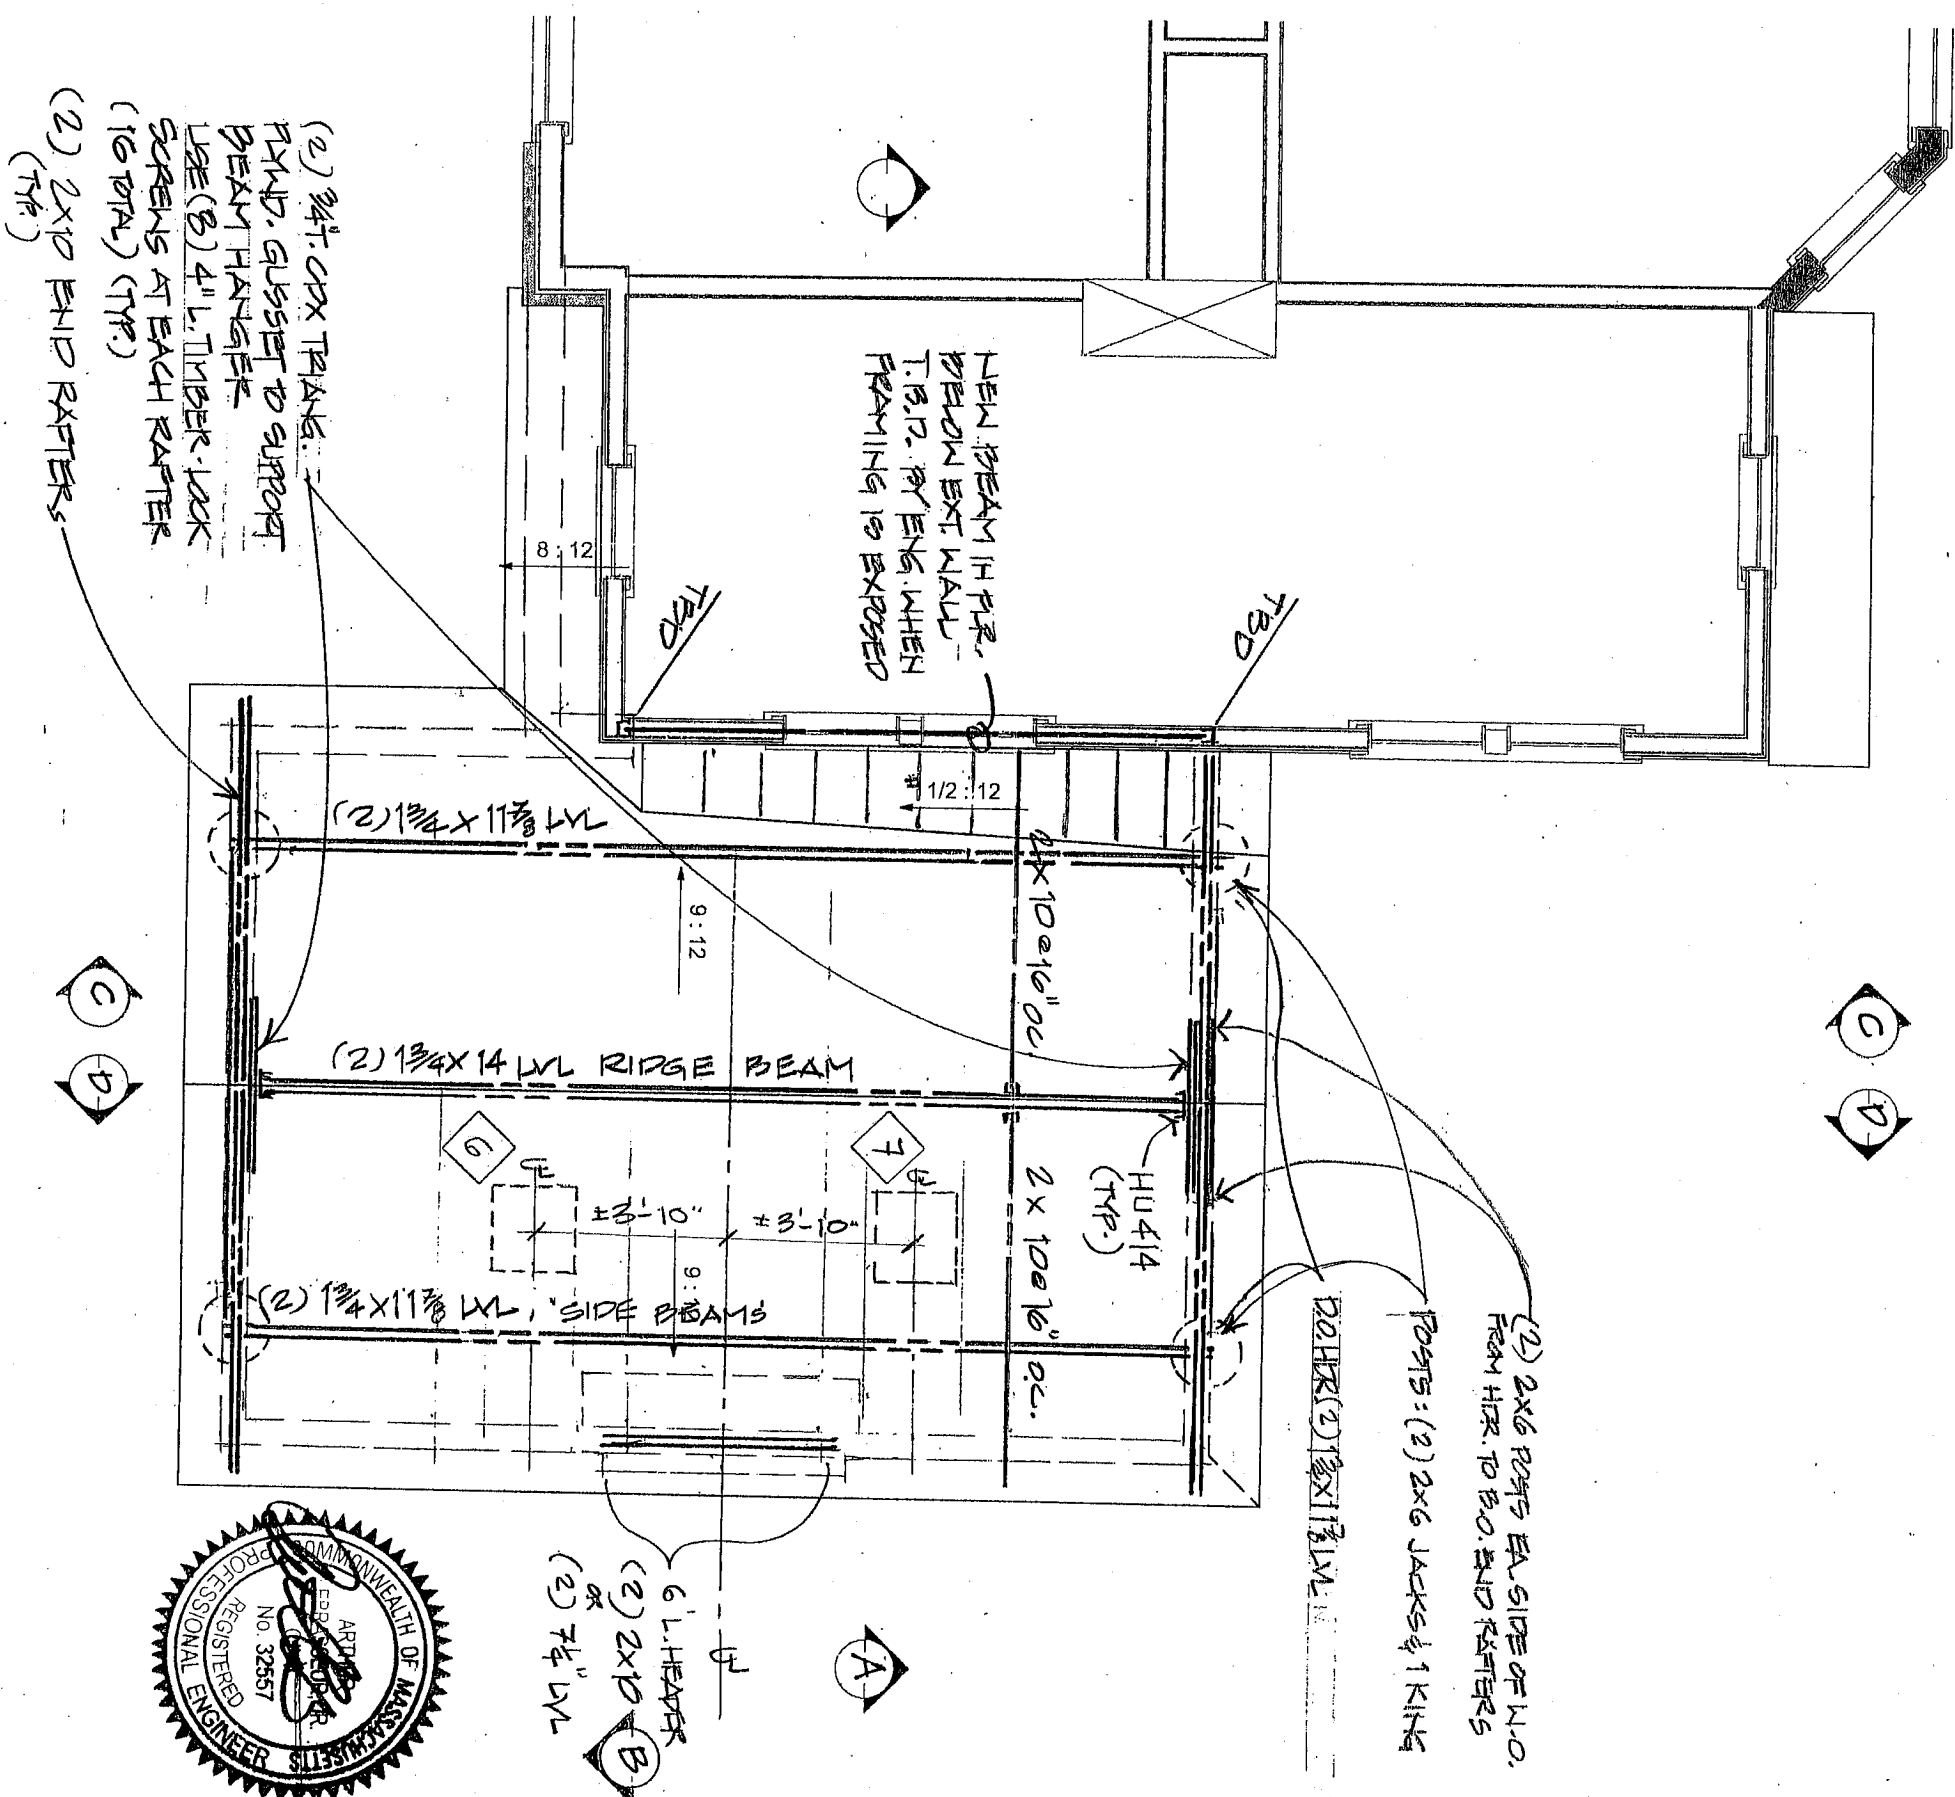 (2) 3/4" T. CDX TRIANG.
PLYWD. GUSSET TO SUPPORT
BEAM HANGER
USE (8) 4" L. TIMBER-LOCK
SCREWS AT EACH RAFTER
(16 TOTAL) (TYP.)
(2) 2X10 END RAFTERS
(TYP.)
NEW BEAM IN FLR.
BELOW EXT WALL
T.B.D. BY ENG. WHEN
FRAMING IS EXPOSED
TBD
TBD
8 : 12
1/2 : 12
(2) 1 3/4 X 11 7/8 LVL
2X10@16" OC.
9 : 12
(2) 1 3/4 X 14 LVL RIDGE BEAM
6
7
℄
℄
±3'-10"
±3'-10"
2X10@16" OC.
HU414
(TYP.)
9 :
(2) 1 3/4 X 11 7/8 LVL, 'SIDE BEAMS'
C
D
C
D
(2) 2X6 POSTS EA. SIDE OF W.O.
FROM HDR. TO B.O. END RAFTERS
POSTS: (2) 2X6 JACKS & 1 KING
HDR (2) 1 3/4 X 11 7/8 LVL
6' L. HEADER
(2) 2X10
OR
(2) 7 1/4" LVL
℄
A
B
COMMONWEALTH OF MASSACHUSETTS
No. 32557
REGISTERED
PROFESSIONAL ENGINEER